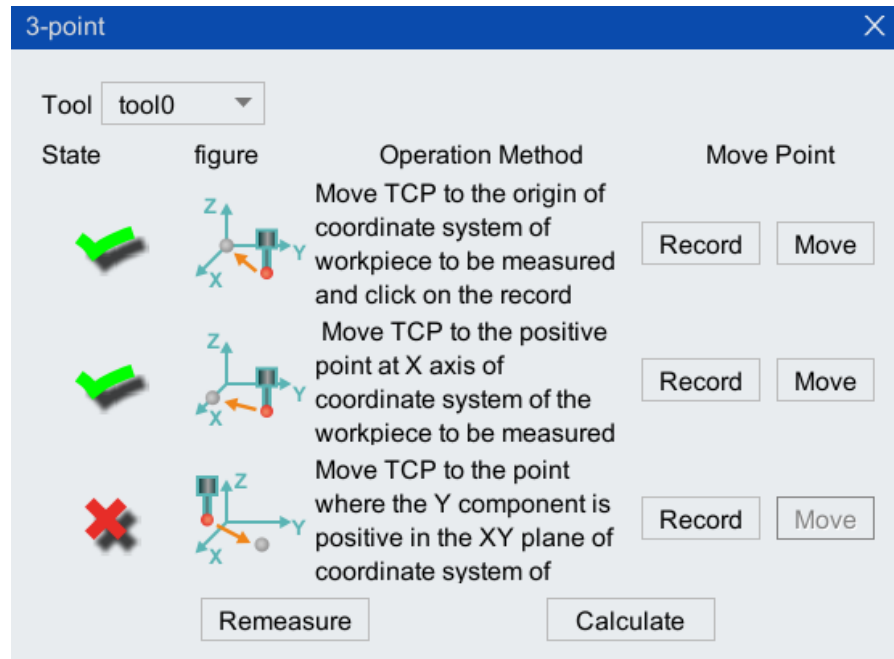 3-point
Tool tool0
State figure Operation Method Move Point
Z
Y
X
Move TCP to the origin of
coordinate system of
workpiece to be measured
and click on the record
Record Move
Z
Y
X
Move TCP to the positive
point at X axis of
coordinate system of the
workpiece to be measured
Record Move
Z
Y
X
Move TCP to the point
where the Y component is
positive in the XY plane of
coordinate system of
Record Move
Remeasure Calculate